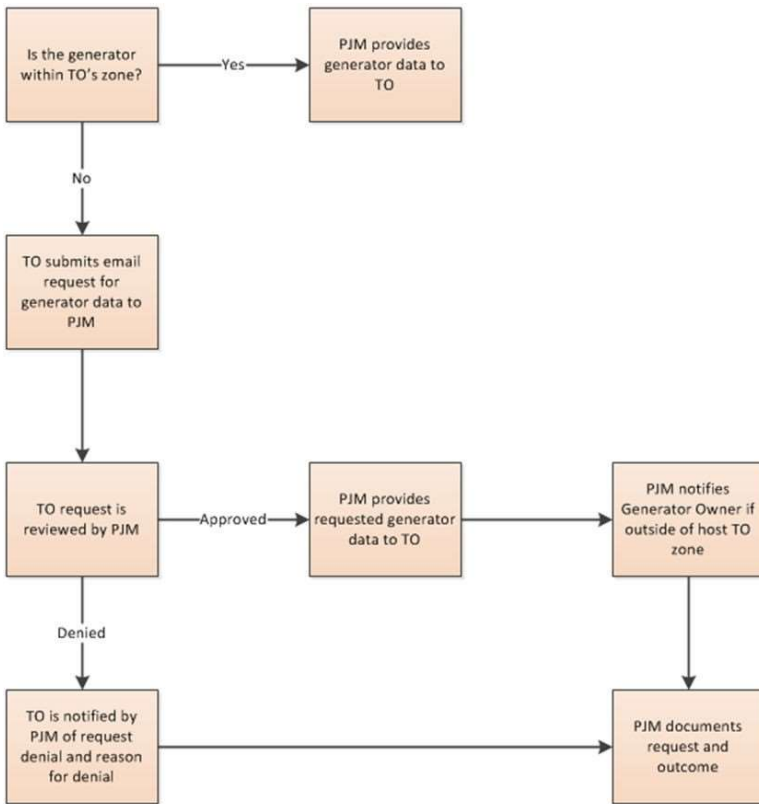 Is the generator
within TO's zone?
Yes
PJM provides
generator data to
TO
No
TO submits email
request for
generator data to
PJM
TO request is
reviewed by PJM
Approved
PJM provides
requested generator
data to TO
PJM notifies
Generator Owner if
outside of host TO
zone
Denied
TO is notified by
PJM of request
denial and reason
for denial
PJM documents
request and
outcome